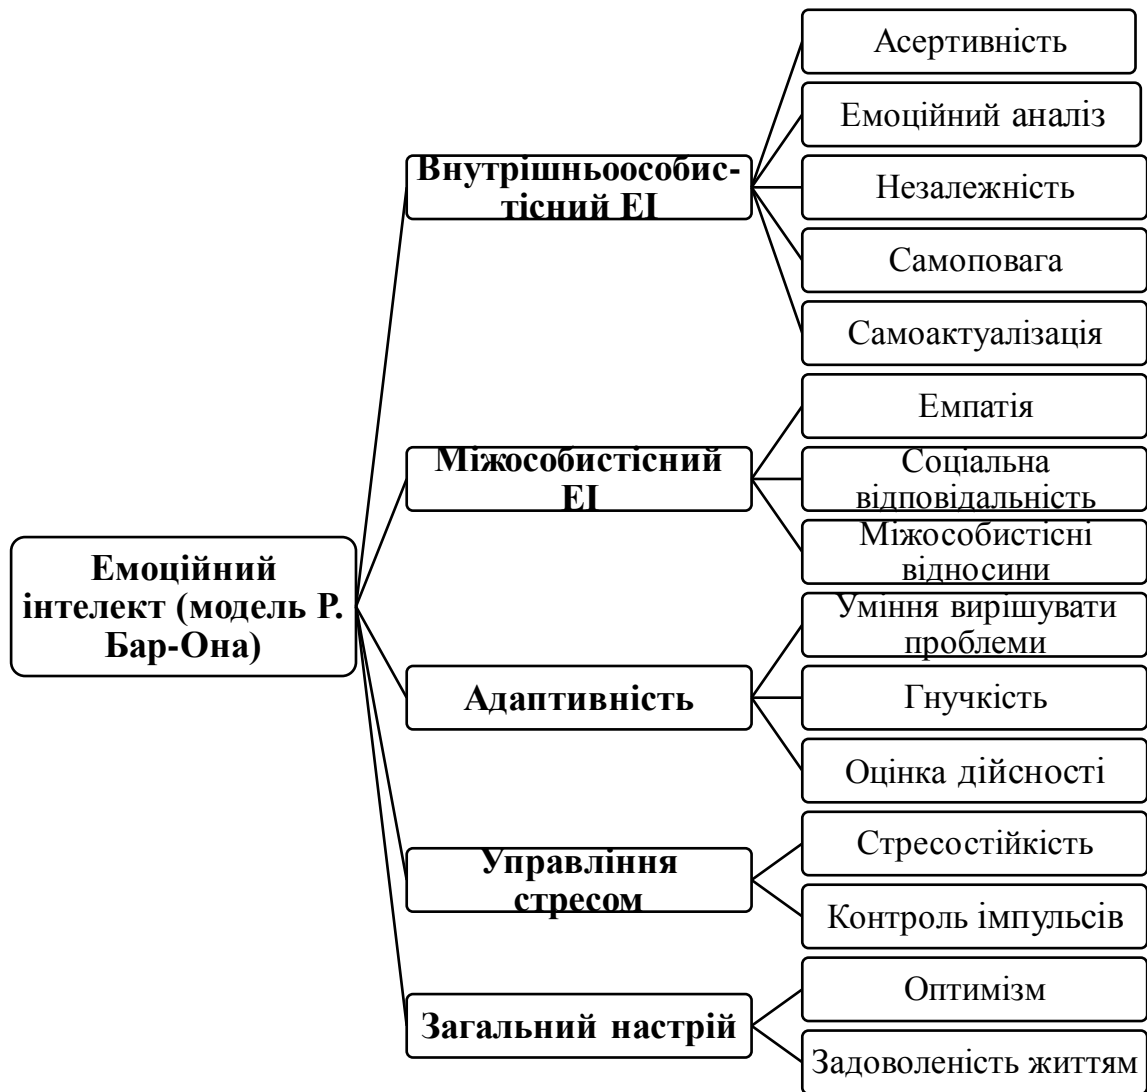 Емоційний
інтелект (модель Р.
Бар-Она)
Внутрішньоособис-
тісний ЕІ
Асертивність
Емоційний аналіз
Незалежність
Самоповага
Самоактуалізація
Міжособистісний
ЕІ
Емпатія
Соціальна
відповідальність
Міжособистісні
відносини
Адаптивність
Уміння вирішувати
проблеми
Гнучкість
Оцінка дійсності
Управління
стресом
Стресостійкість
Контроль імпульсів
Загальний настрій
Оптимізм
Задоволеність життям